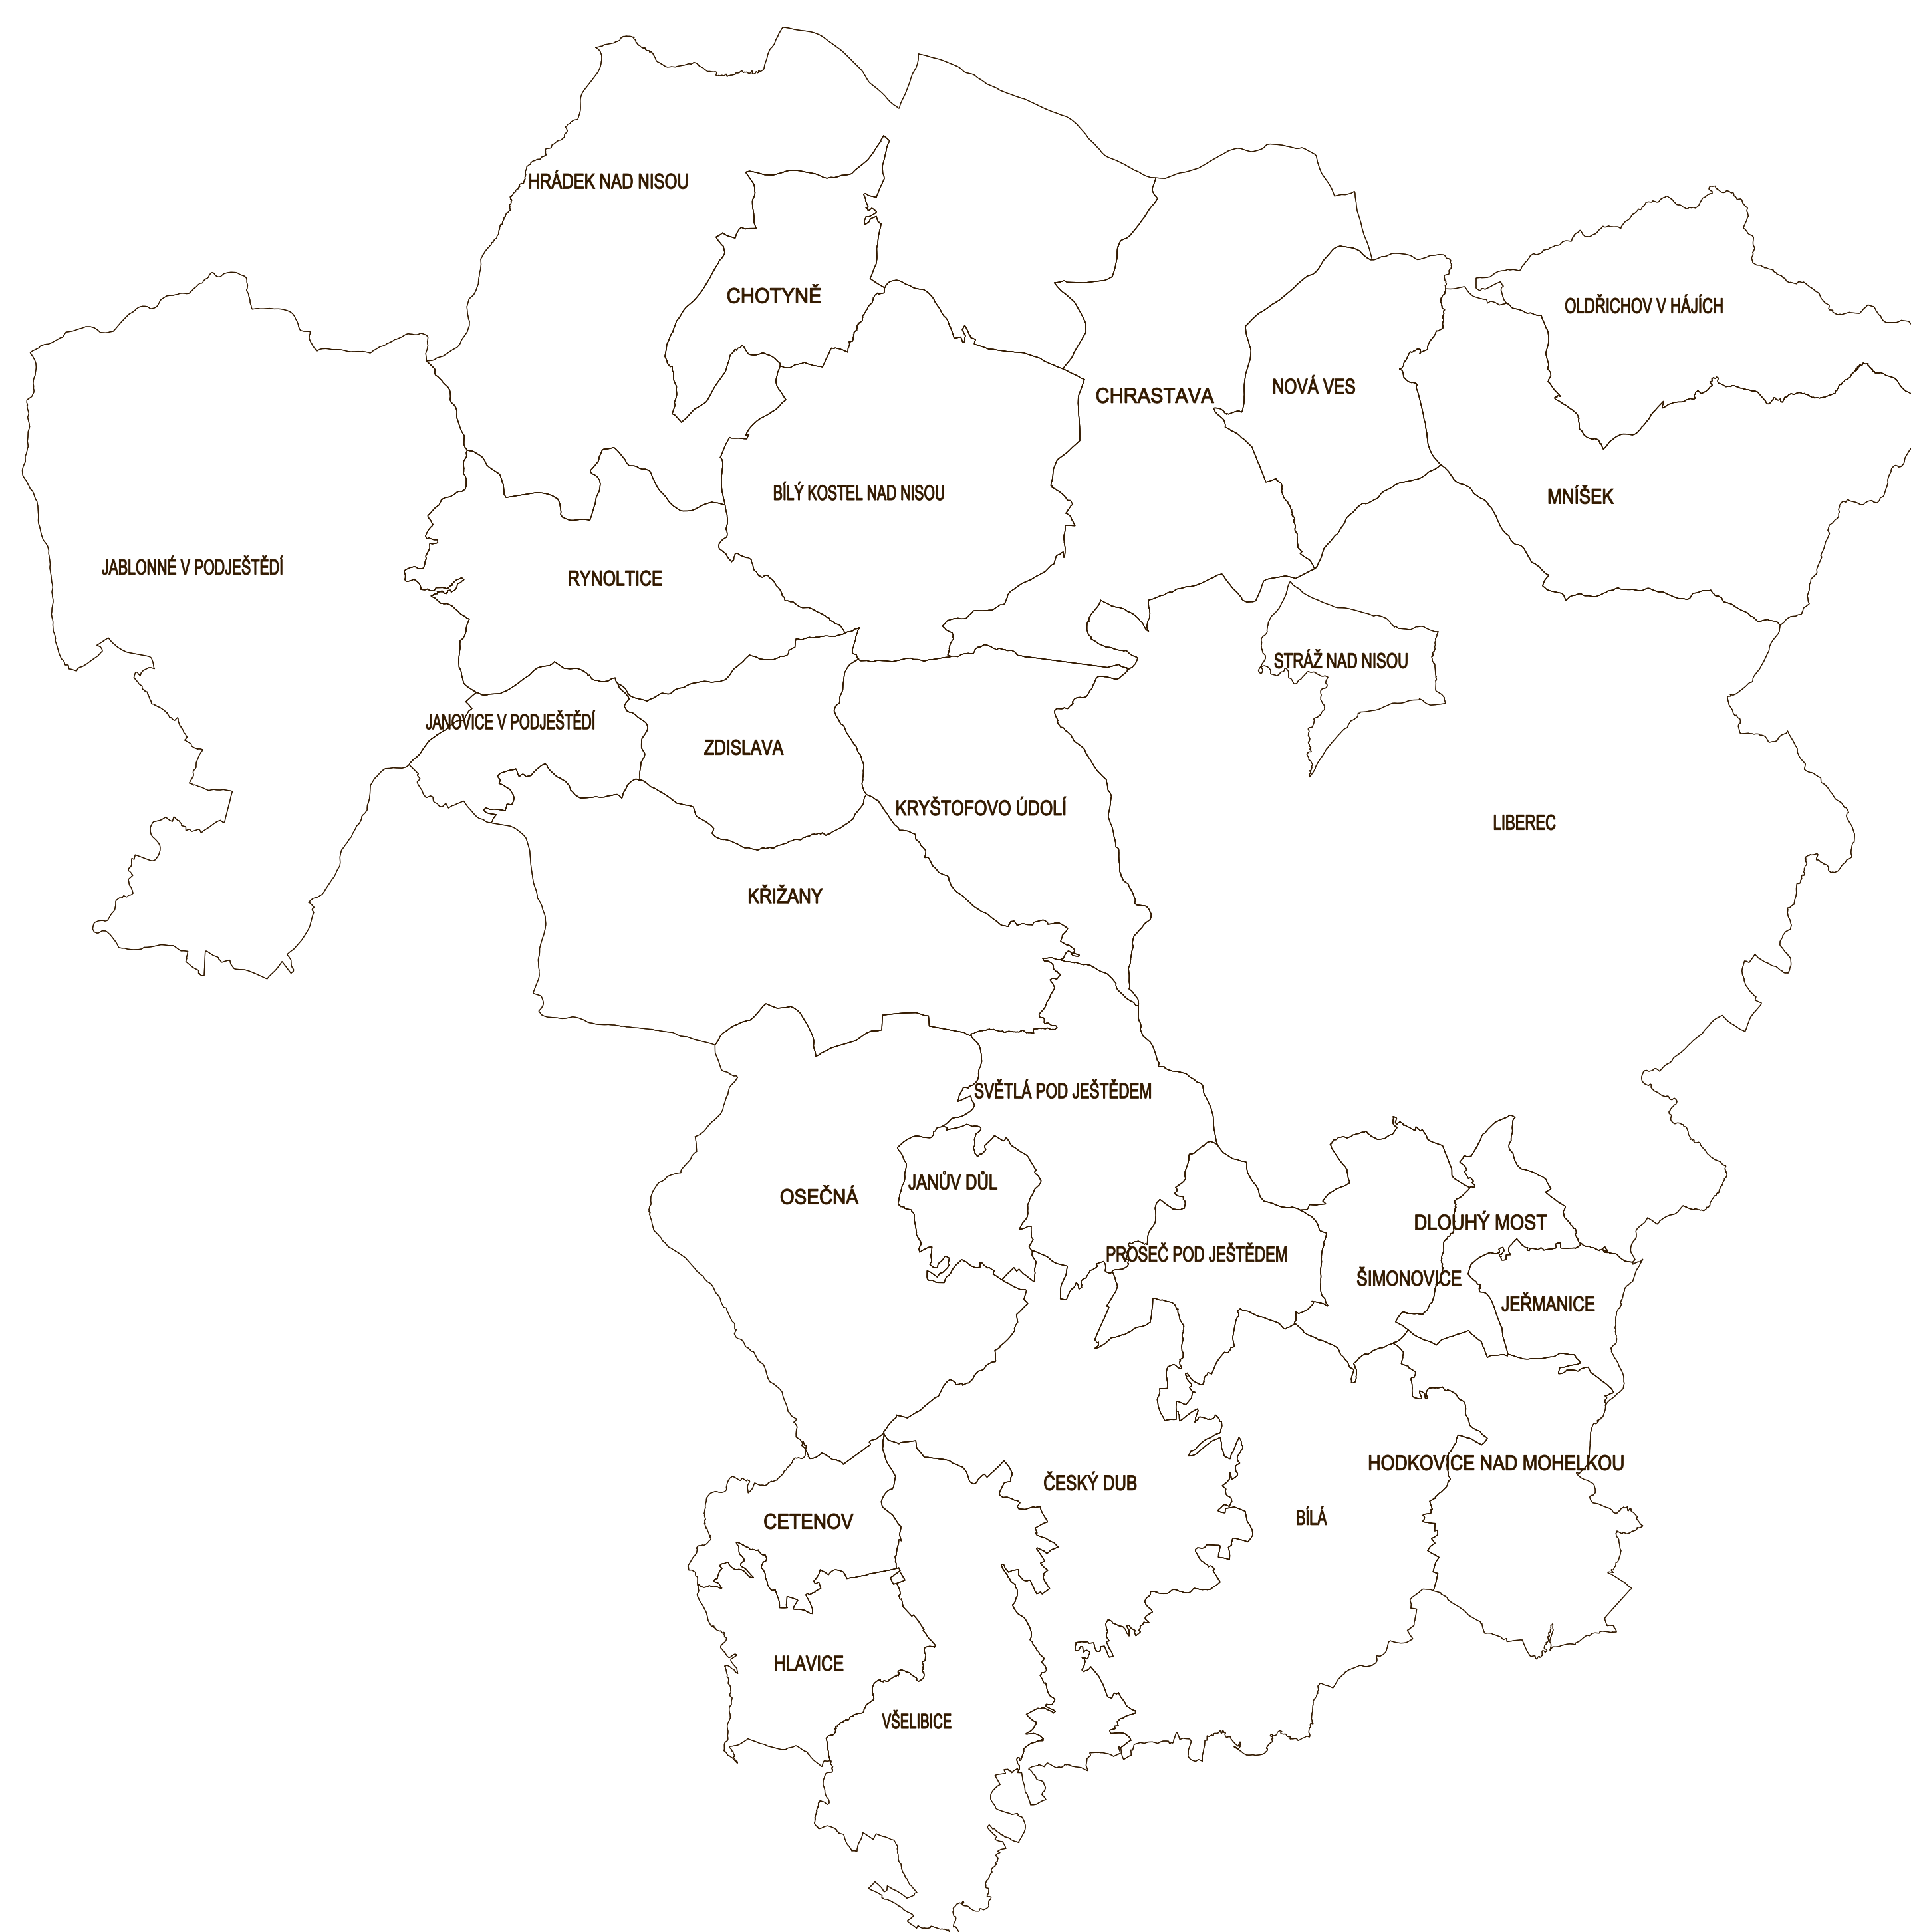 HRÁDEK NAD NISOU
CHOTYNĚ
OLDŘICHOV V HÁJÍCH
NOVÁ VES
CHRASTAVA
BÍLÝ KOSTEL NAD NISOU
MNÍŠEK
JABLONNÉ V PODJEŠTĚDÍ
RYNOLTICE
STRÁŽ NAD NISOU
JANOVICE V PODJEŠTĚDÍ
ZDISLAVA
KRYŠTOFOVO ÚDOLÍ
LIBEREC
KŘIŽANY
SVĚTLÁ POD JEŠTĚDEM
JANŮV DŮL
OSEČNÁ
DLOUHÝ MOST
PROSEČ POD JEŠTĚDEM
ŠIMONOVICE
JEŘMANICE
HODKOVICE NAD MOHELKOU
ČESKÝ DUB
BÍLÁ
CETENOV
HLAVICE
VŠELIBICE